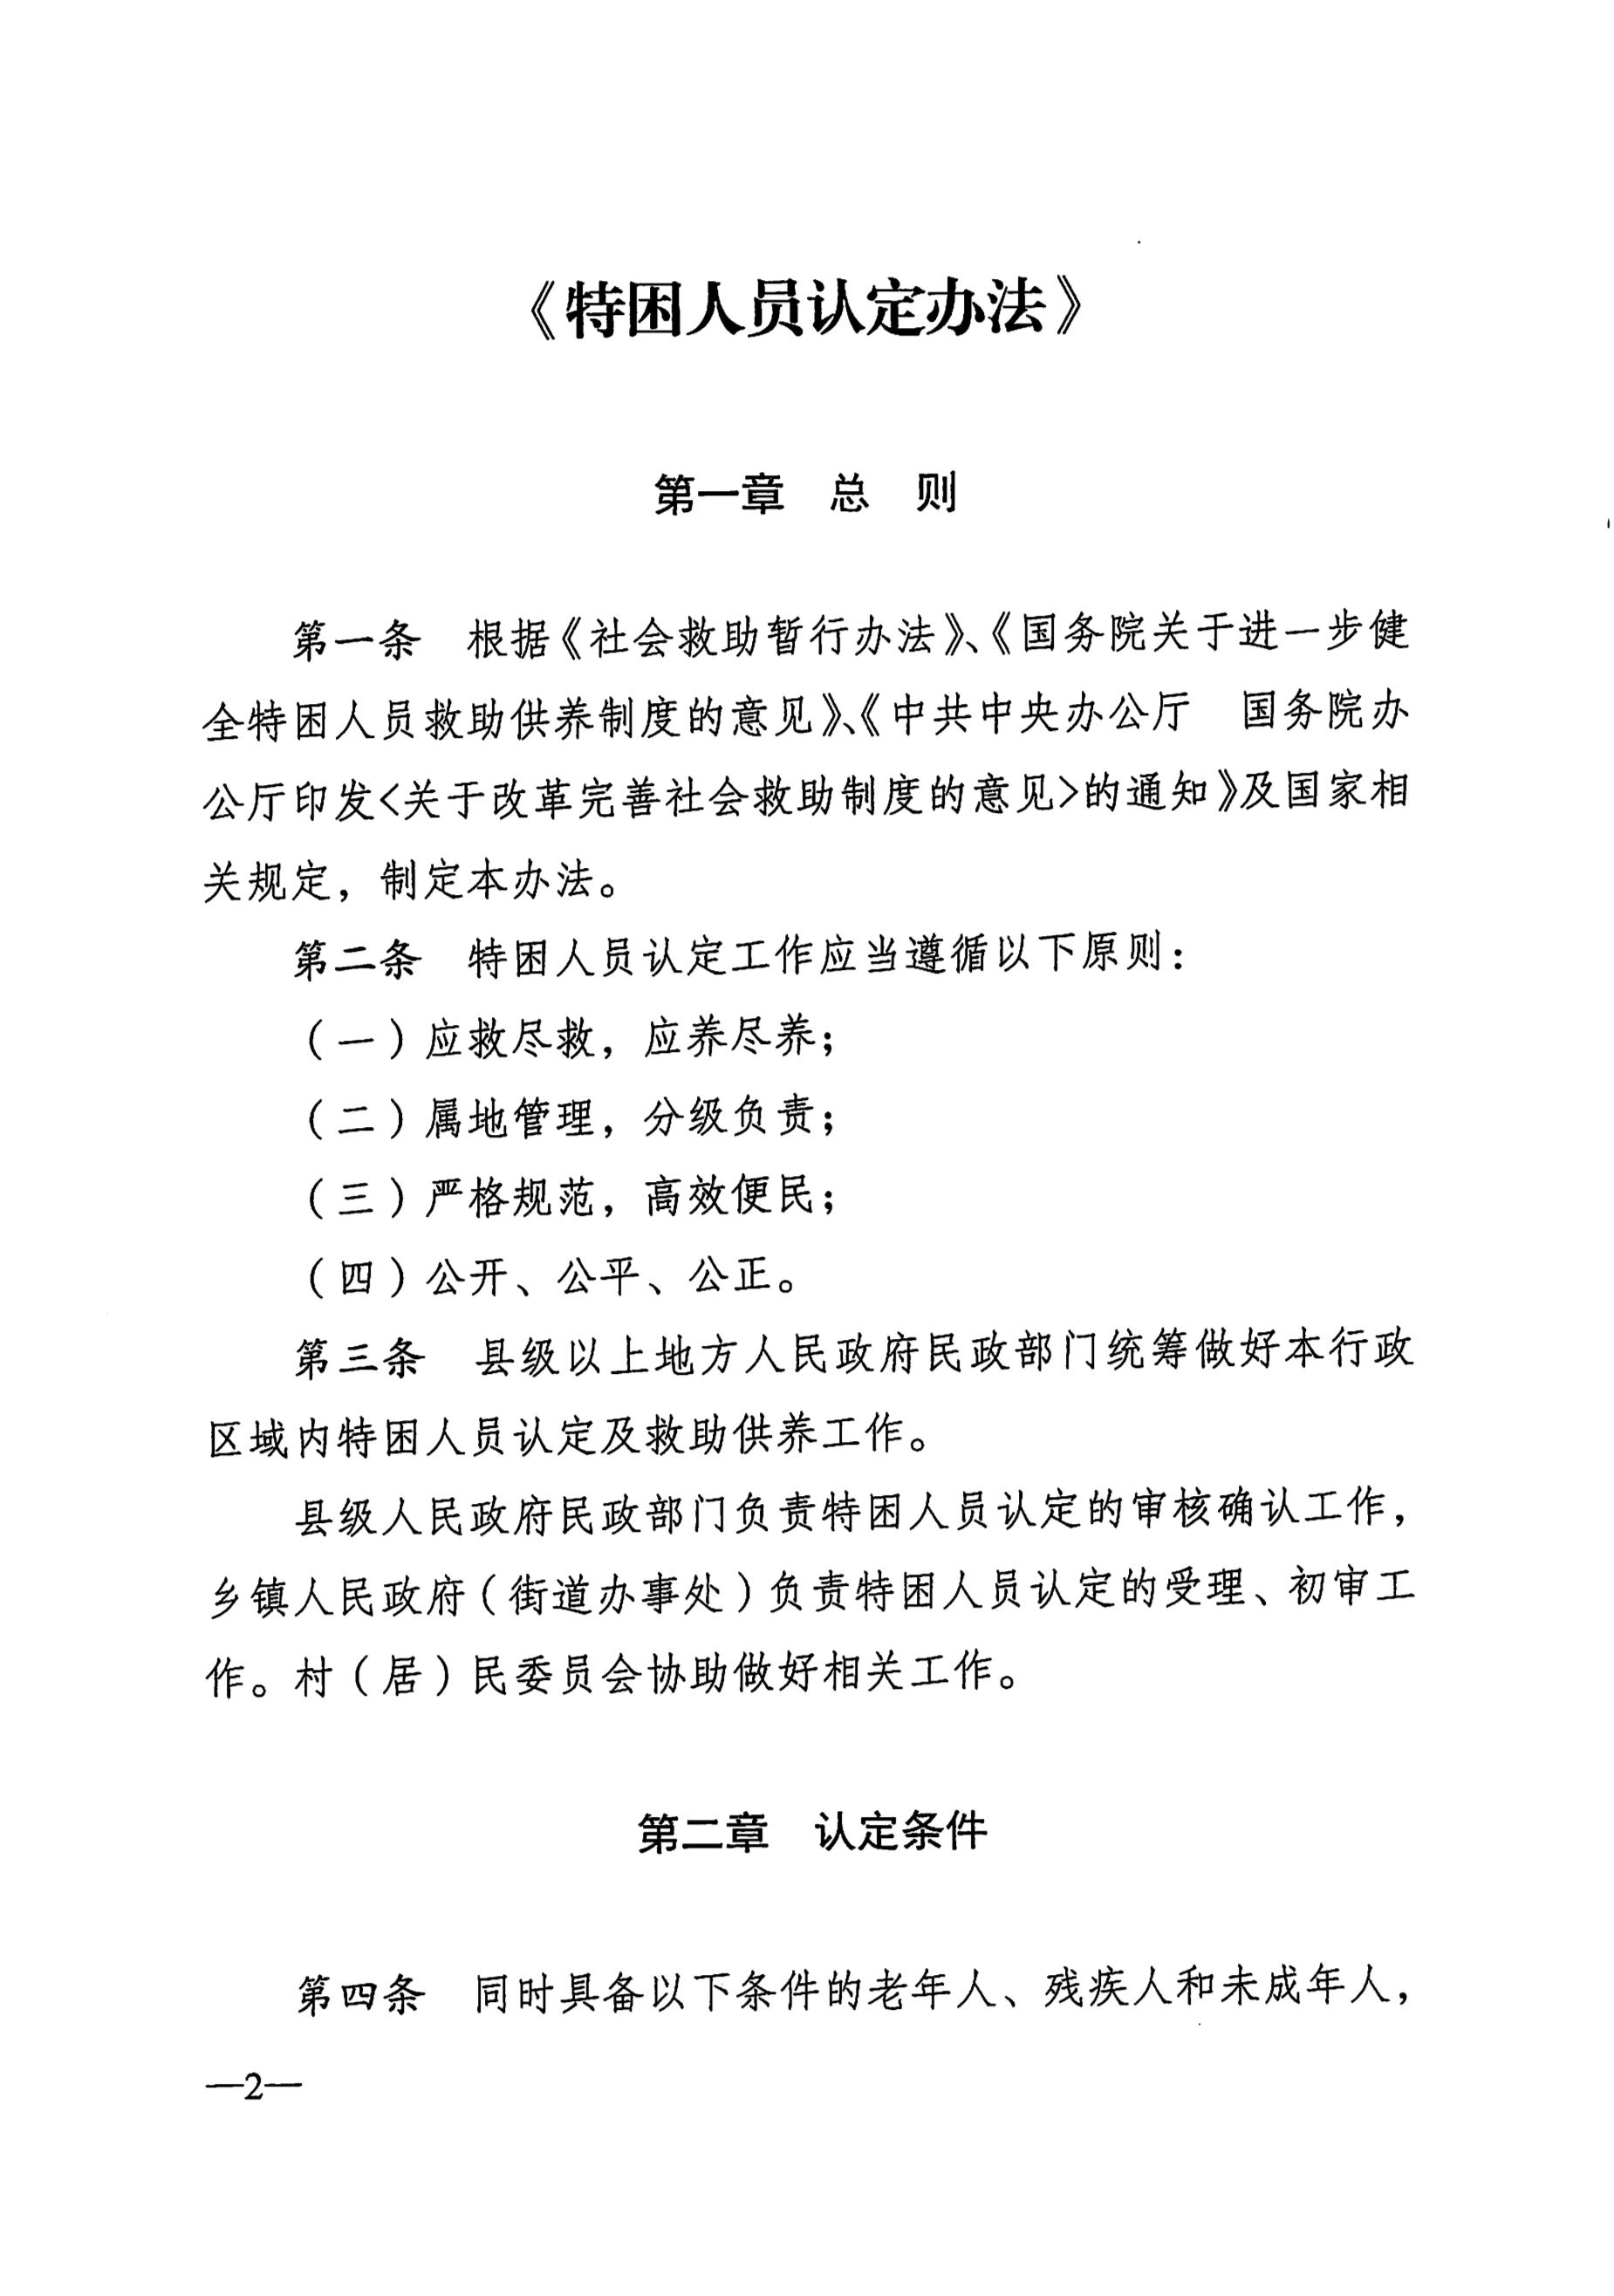 《特困人员认定办法》
第一章　总　则
第一条　根据《社会救助暂行办法》、《国务院关于进一步健
全特困人员救助供养制度的意见》、《中共中央办公厅　国务院办
公厅印发<关于改革完善社会救助制度的意见>的通知》及国家相
关规定，制定本办法。
第二条　特困人员认定工作应当遵循以下原则：
（一）应救尽救，应养尽养；
（二）属地管理，分级负责；
（三）严格规范，高效便民；
（四）公开、公平、公正。
第三条　县级以上地方人民政府民政部门统筹做好本行政
区域内特困人员认定及救助供养工作。
县级人民政府民政部门负责特困人员认定的审核确认工作，
乡镇人民政府（街道办事处）负责特困人员认定的受理、初审工
作。村（居）民委员会协助做好相关工作。
第二章　认定条件
第四条　同时具备以下条件的老年人、残疾人和未成年人，
—2—